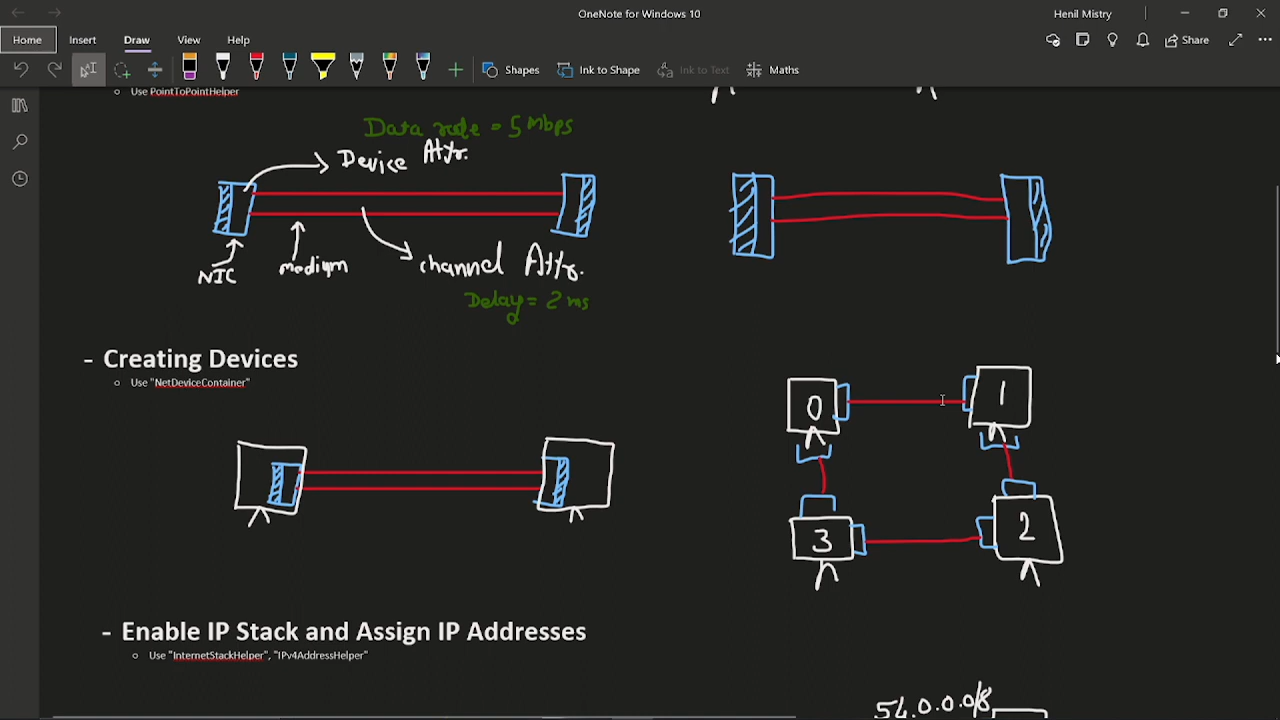 OneNote for Windows 10
Henil Mistry
Home Insert Draw View Help
Share
Shapes Ink to Shape Ink to Text Maths
Use PointToPointHelper
Data rate = 5 Mbps
Device Attr.
NIC
medium
channel Attr.
Delay = 2 ms
- Creating Devices
Use "NetDeviceContainer"
0 1
3 2
- Enable IP Stack and Assign IP Addresses
Use "InternetStackHelper", "IPv4AddressHelper"
54.0.0.0/8